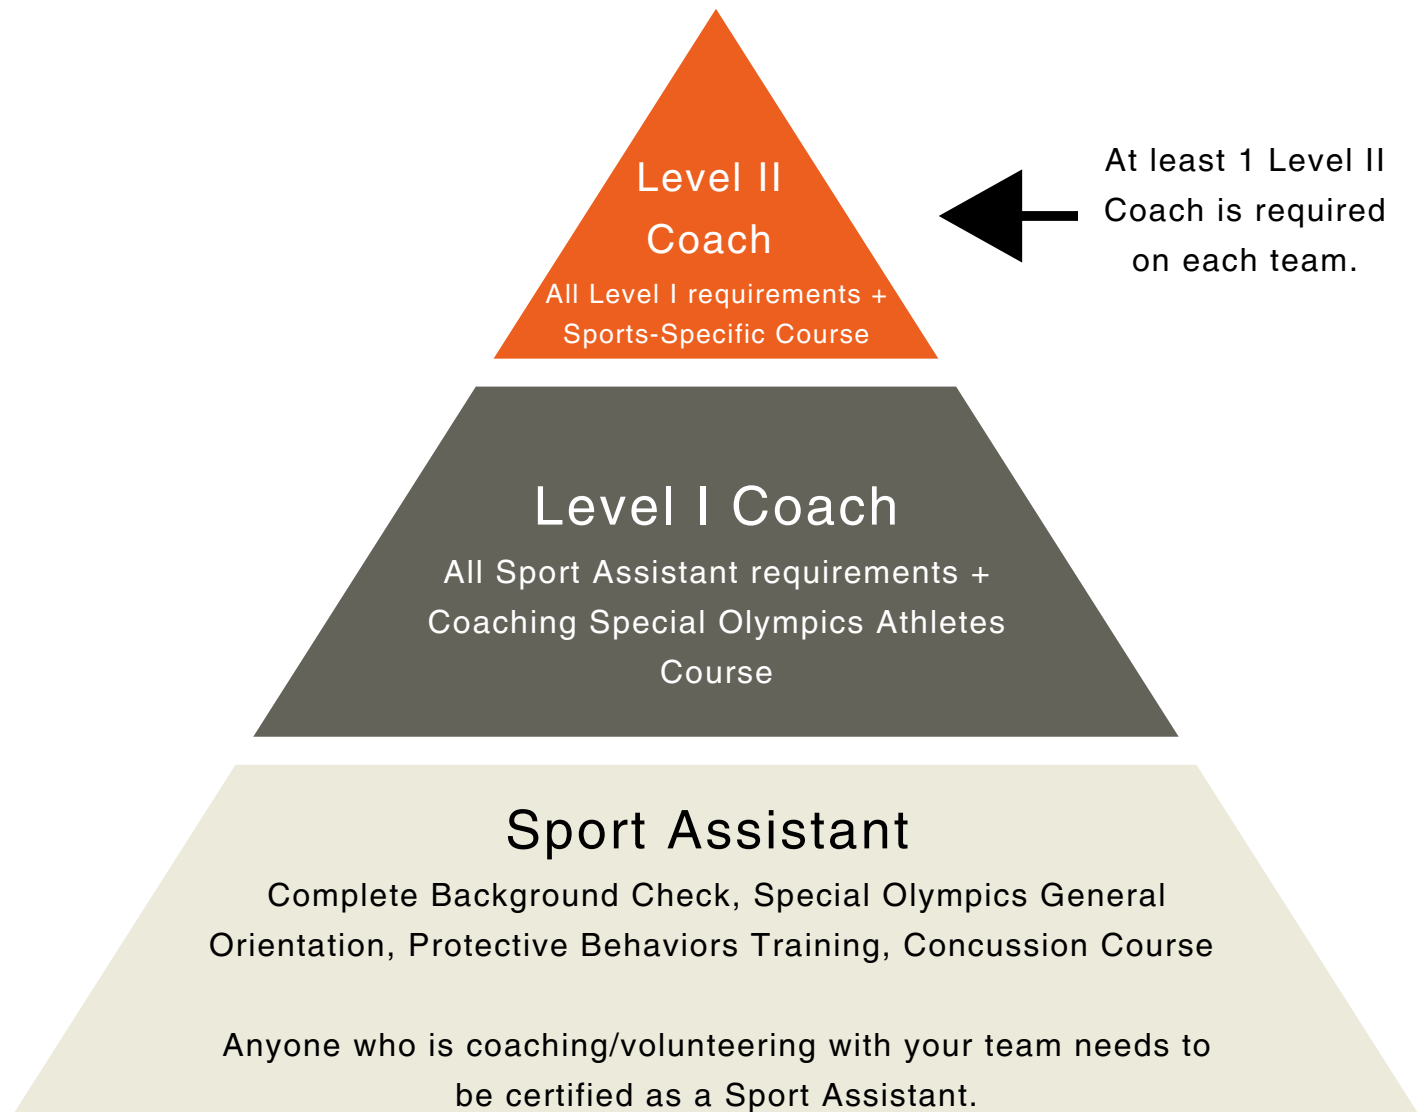 Level II
Coach
All Level I requirements +
Sports-Specific Course
At least 1 Level II
Coach is required
on each team.
Level I Coach
All Sport Assistant requirements +
Coaching Special Olympics Athletes
Course
Sport Assistant
Complete Background Check, Special Olympics General
Orientation, Protective Behaviors Training, Concussion Course
Anyone who is coaching/volunteering with your team needs to
be certified as a Sport Assistant.